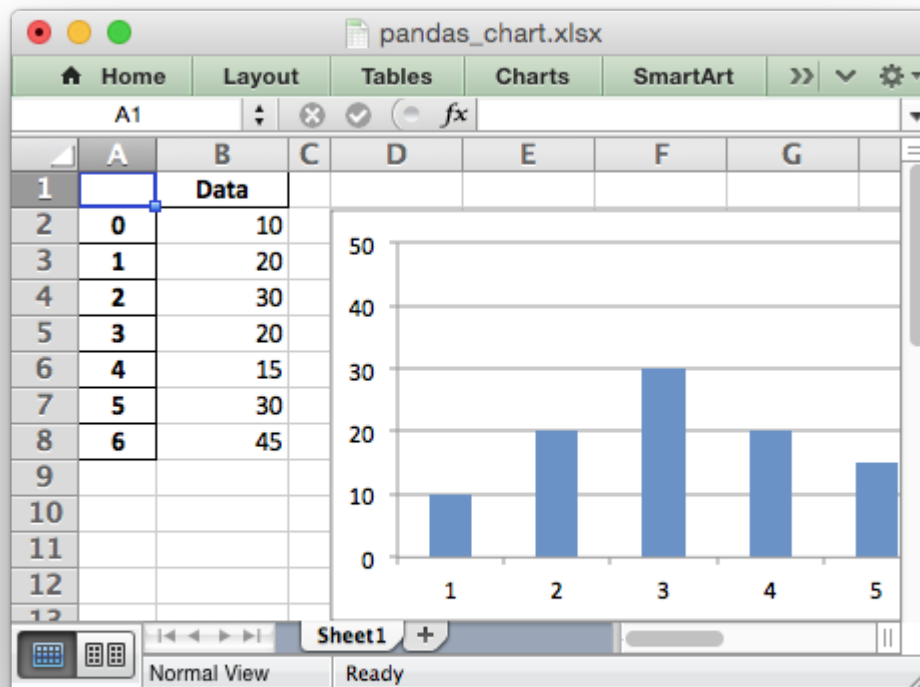 pandas_chart.xlsx
Home Layout Tables Charts SmartArt
A1 fx
A B C D E F G
1 Data
2 0 10
3 1 20
4 2 30
5 3 20
6 4 15
7 5 30
8 6 45
9
10
11
12
13
50
40
30
20
10
0
1 2 3 4 5
Sheet1 +
Normal View Ready